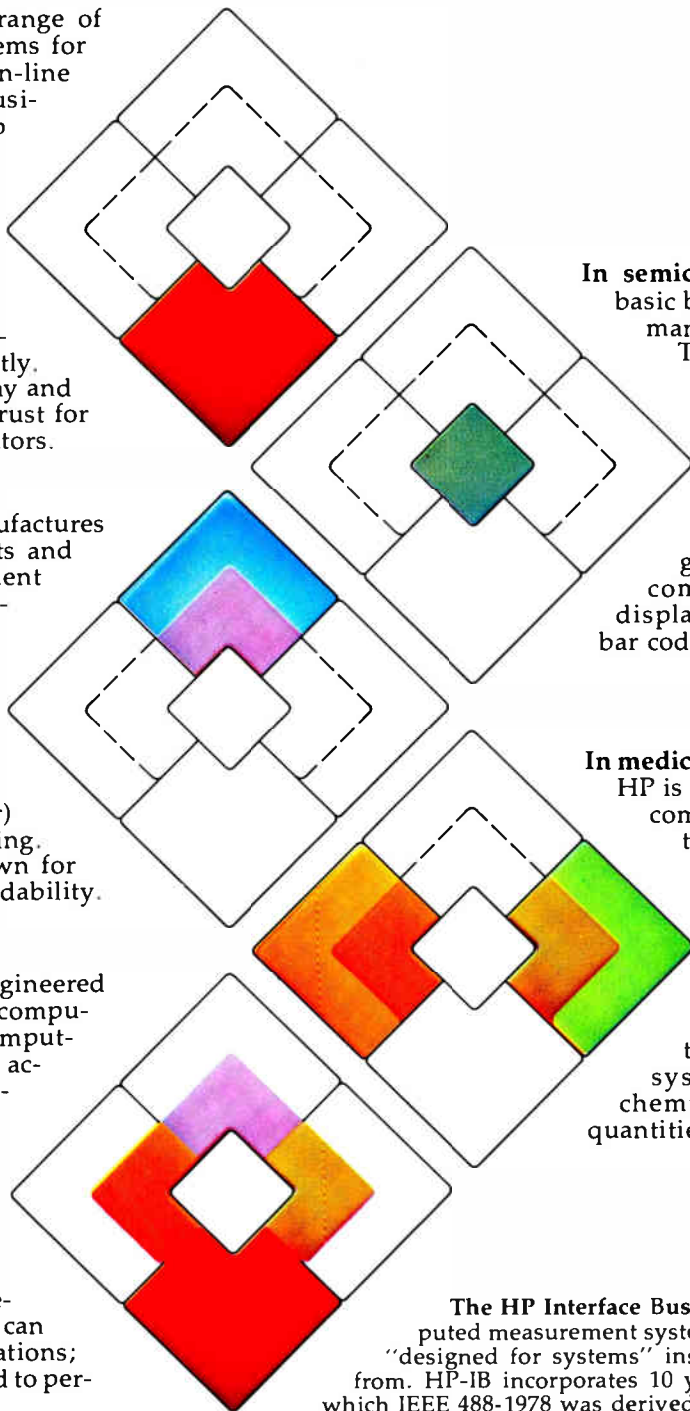 range of
ems for
n-line
usi-
o
-
tly.
ay and
rust for
tors.
ufactures
ts and
ent
-
r)
ing.
wn for
dability.
gineered
compu-
mput-
ac-
-
e-
can
ations;
d to per-
In semic
basic b
mar
T
g
com
displa
bar cod
In medic
HP is
com
t
t
sys
chem
quantitie
The HP Interface Bus
puted measurement syste
"designed for systems" ins
from. HP-IB incorporates 10 y
which IEEE 488-1978 was derived